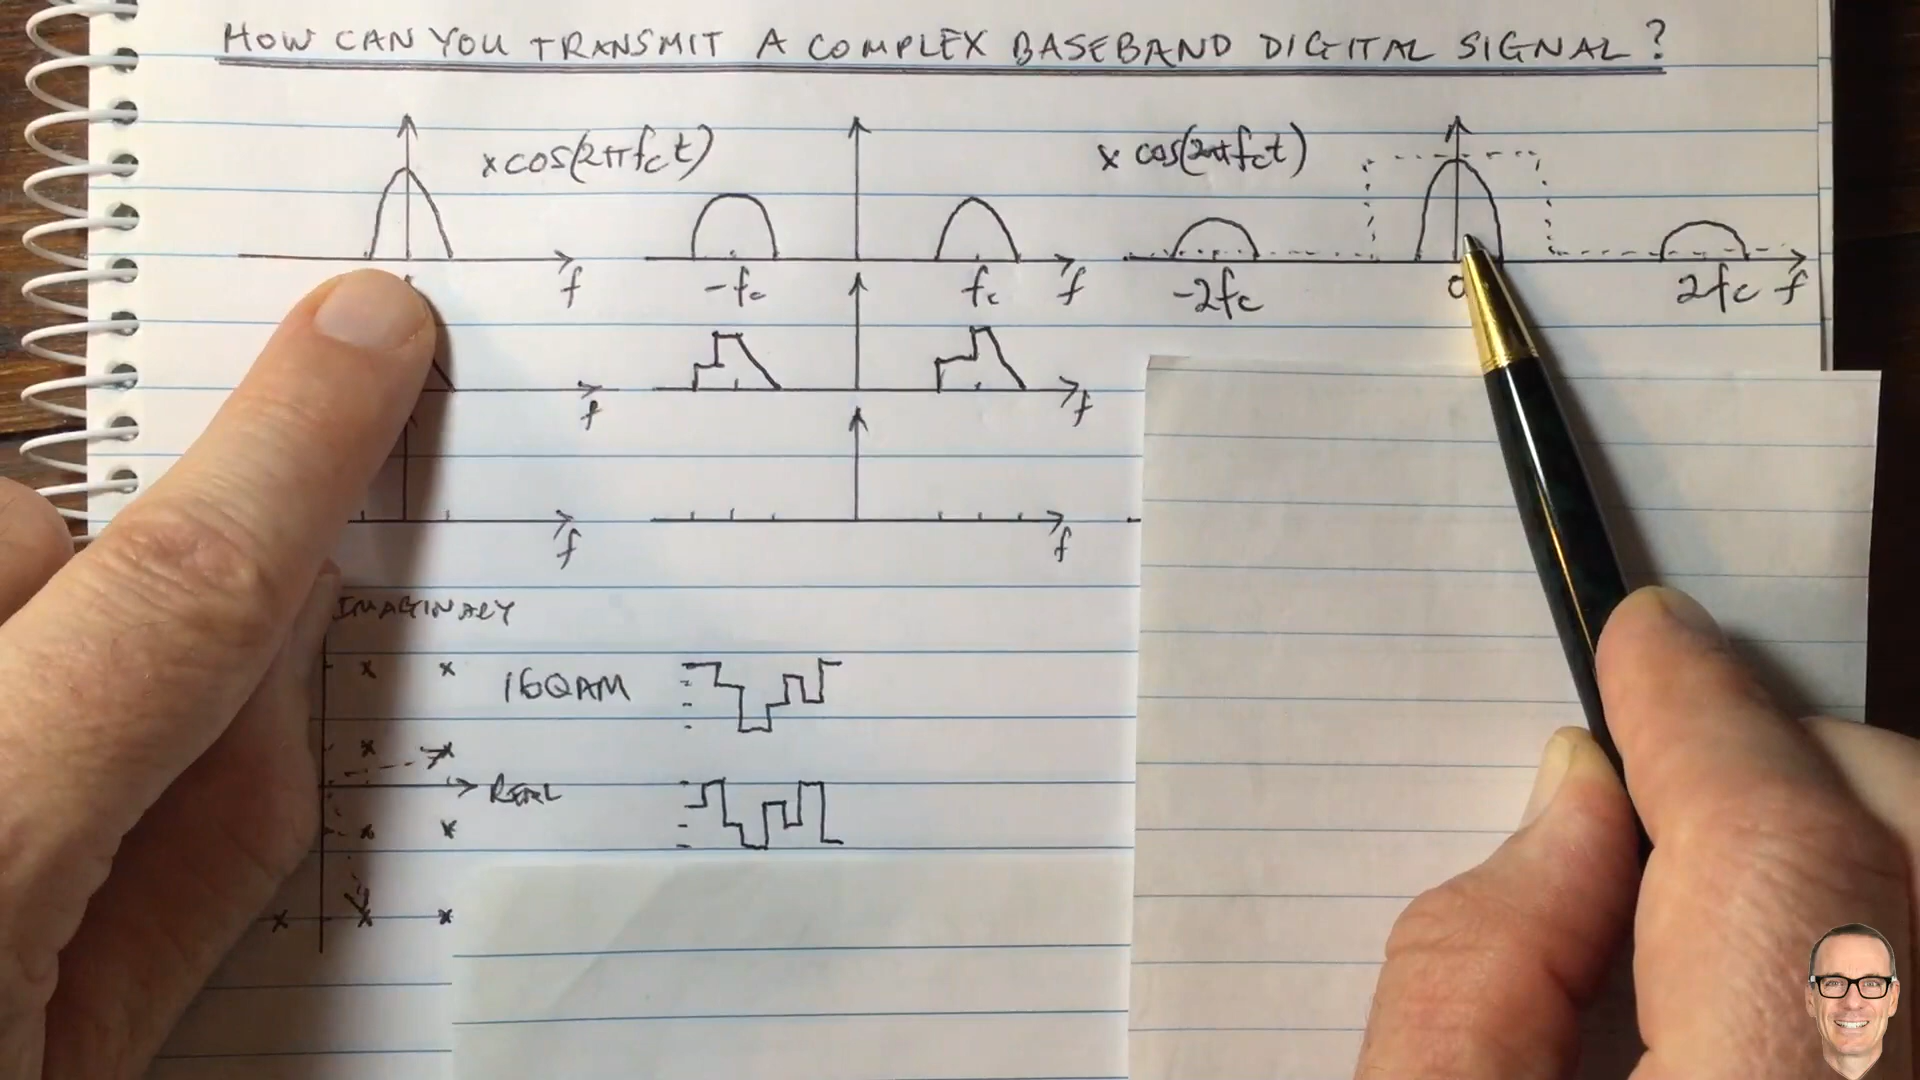 HOW CAN YOU TRANSMIT A COMPLEX BASEBAND DIGITAL SIGNAL?
×cos(2πfct) × cos(2πfct)
f -fc fc f -2fc 0 2fc f
f f
f f
IMAGINARY
16QAM
REAL